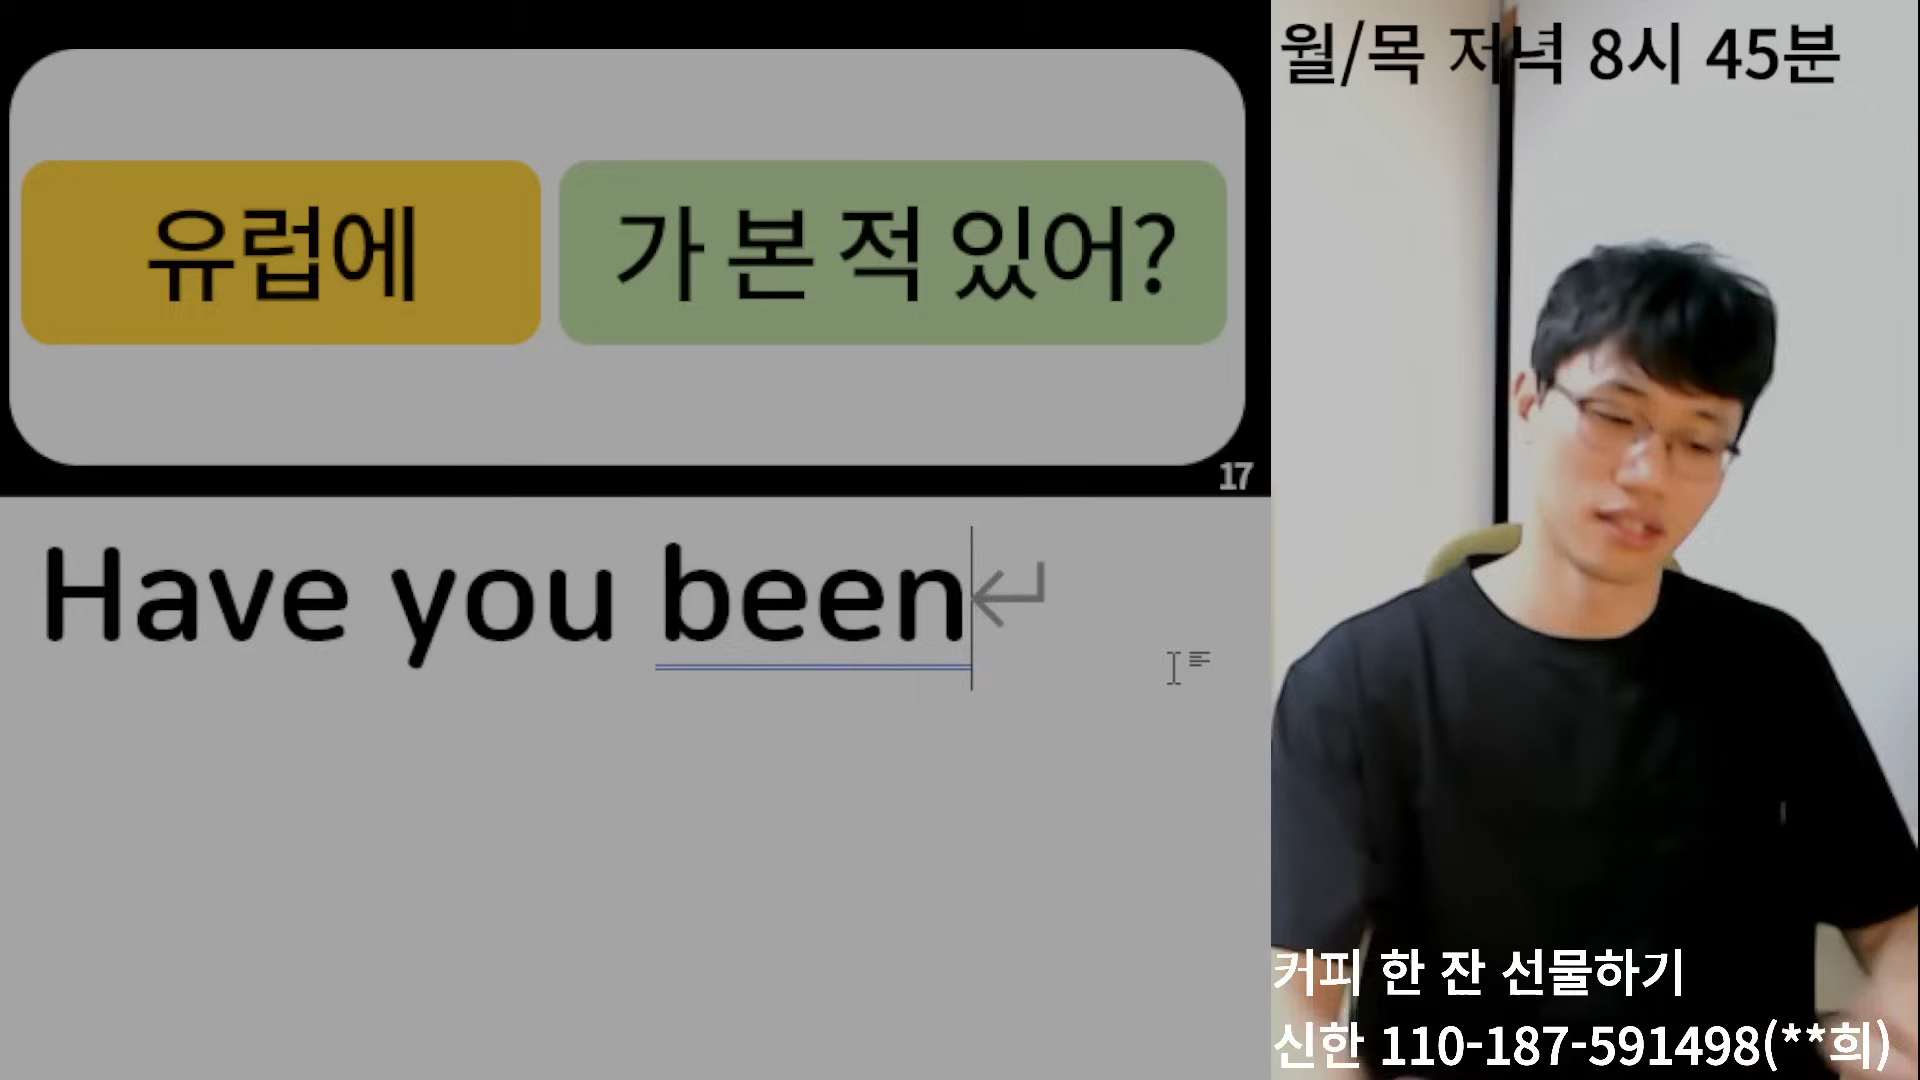 월/목 저녁 8시 45분
유럽에 가 본 적 있어?
17
Have you been
커피 한 잔 선물하기
신한 110-187-591498(**희)